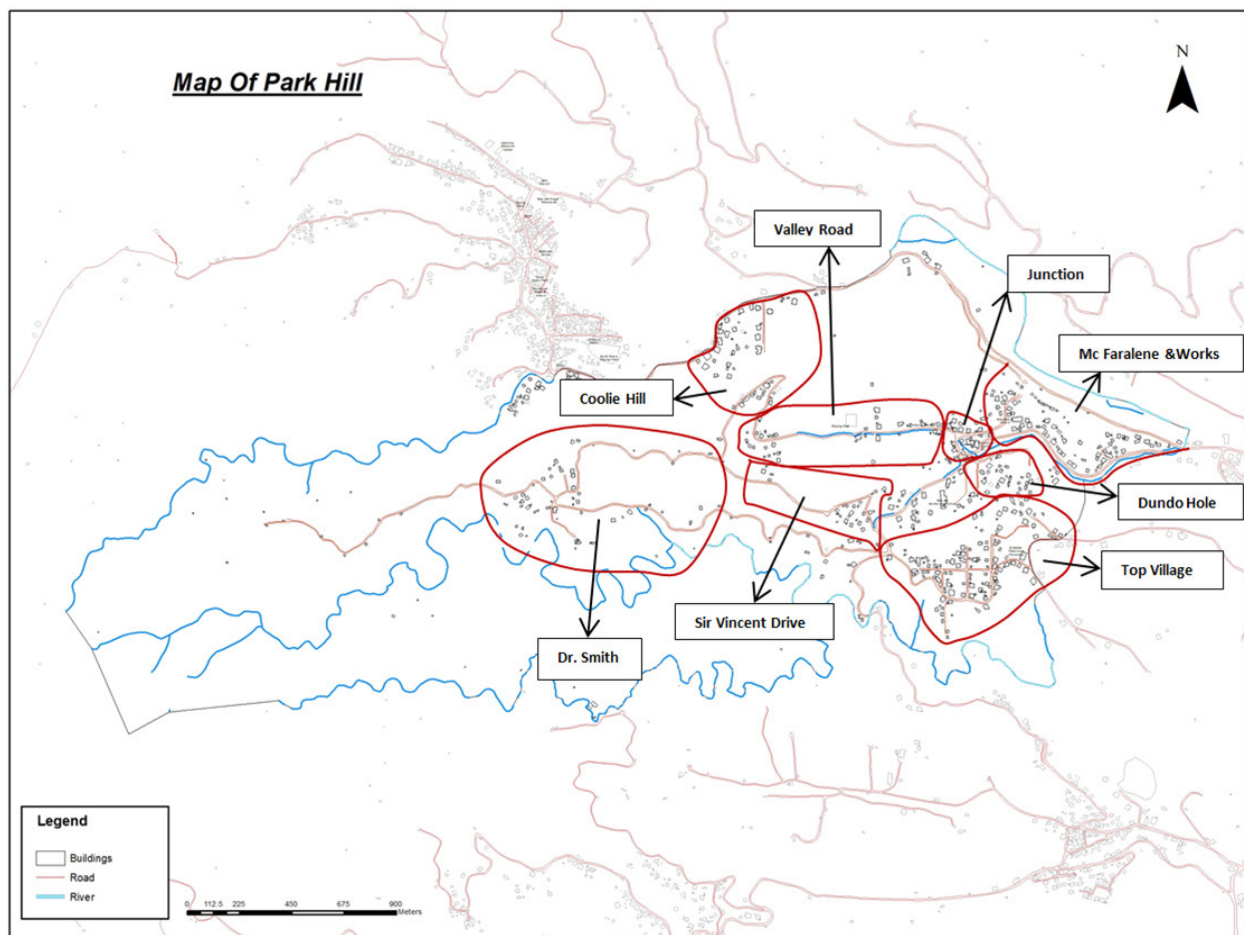 Map Of Park Hill
N
Valley Road
Junction
Mc Faralene &Works
Coolie Hill
Dundo Hole
Top Village
Sir Vincent Drive
Dr. Smith
Legend
Buildings
Road
River
0 112.5 225 450 675 900
Meters